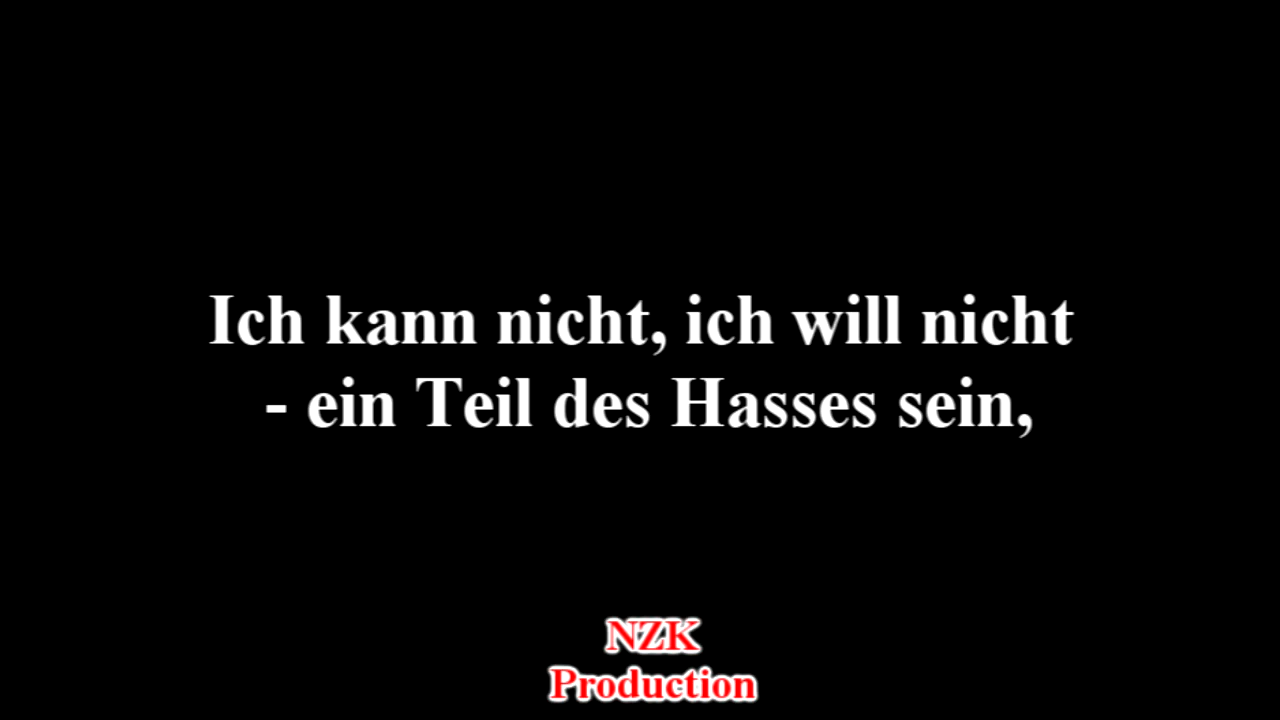 Ich kann nicht, ich will nicht
- ein Teil des Hasses sein,
NZK
Production